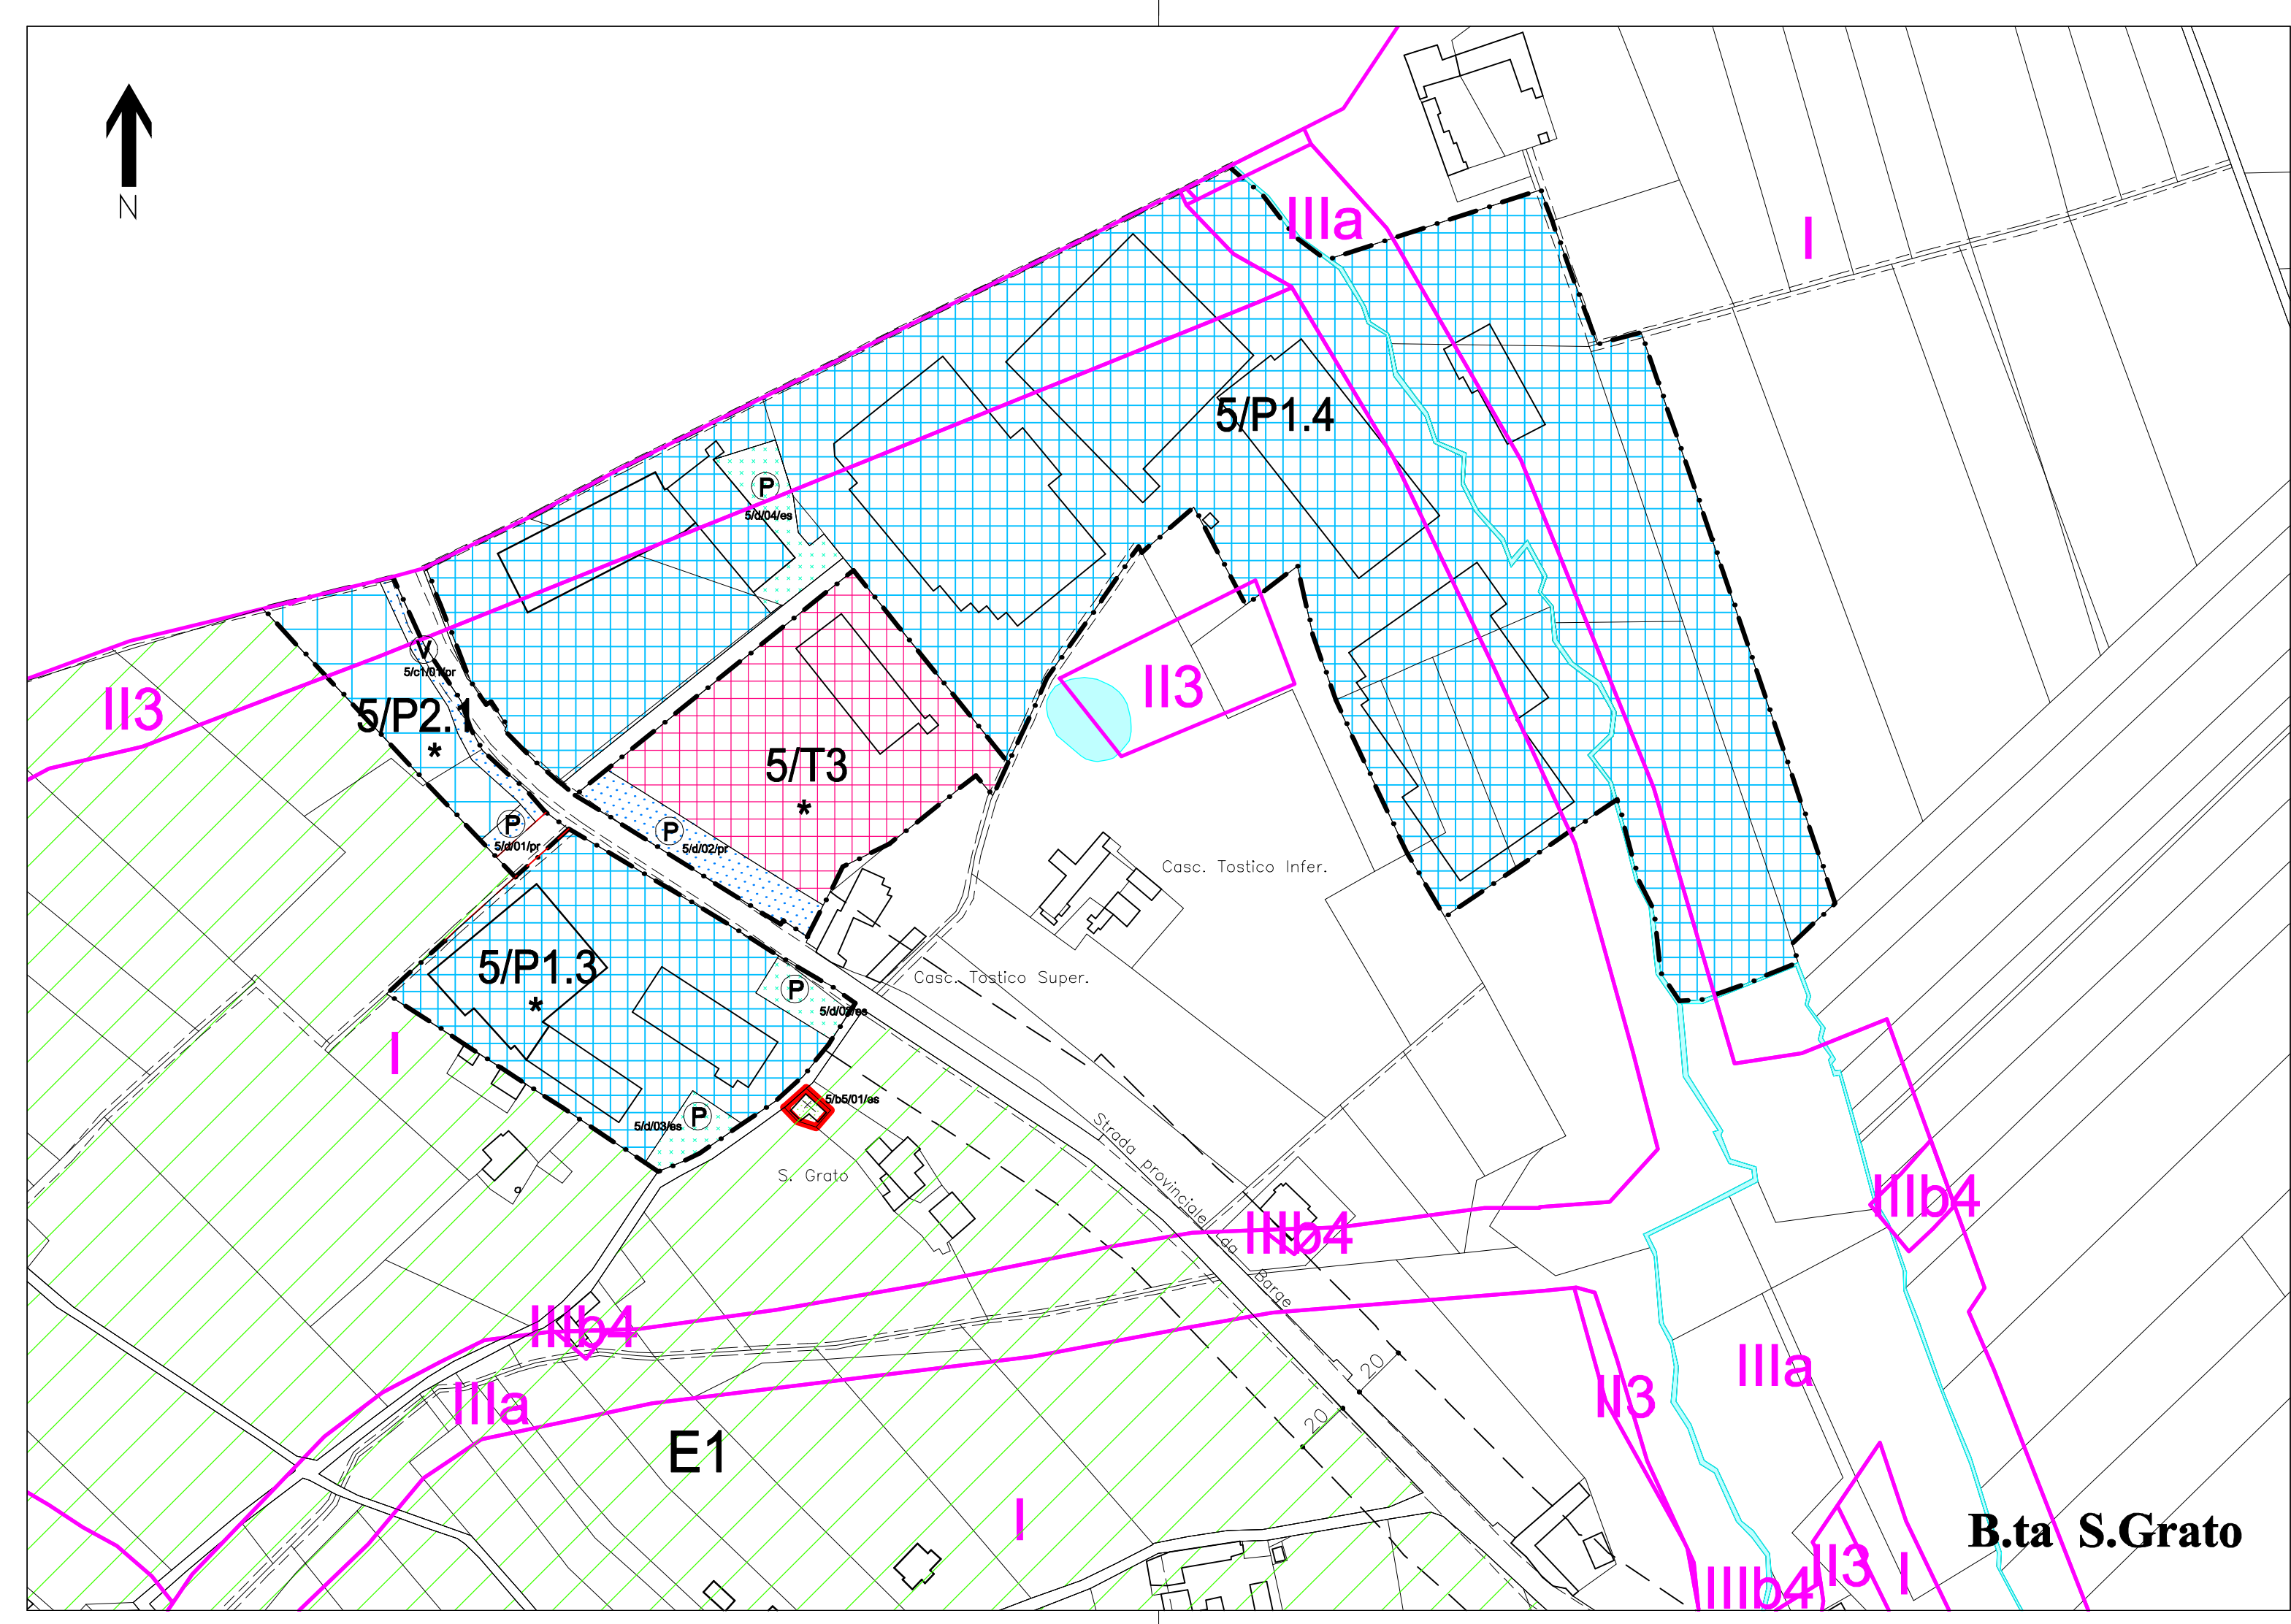 N
IIIa
I
5/P1.4
P
5/d/04/es
V
5/c1/01/pr
II3
5/P2.1
*
II3
5/T3
*
P
5/d/01/pr
P
5/d/02/pr
Casc. Tostico Infer.
5/P1.3
*
Casc. Tostico Super.
P
5/d/02/es
I
5/b5/01/es
P
5/d/03/es
S. Grato
Strada provinciale da Barge
IIIb4
IIIb4
IIIb4
IIIa
20
20
II3
IIIa
E1
I
B.ta S.Grato
II3
I
IIIb4